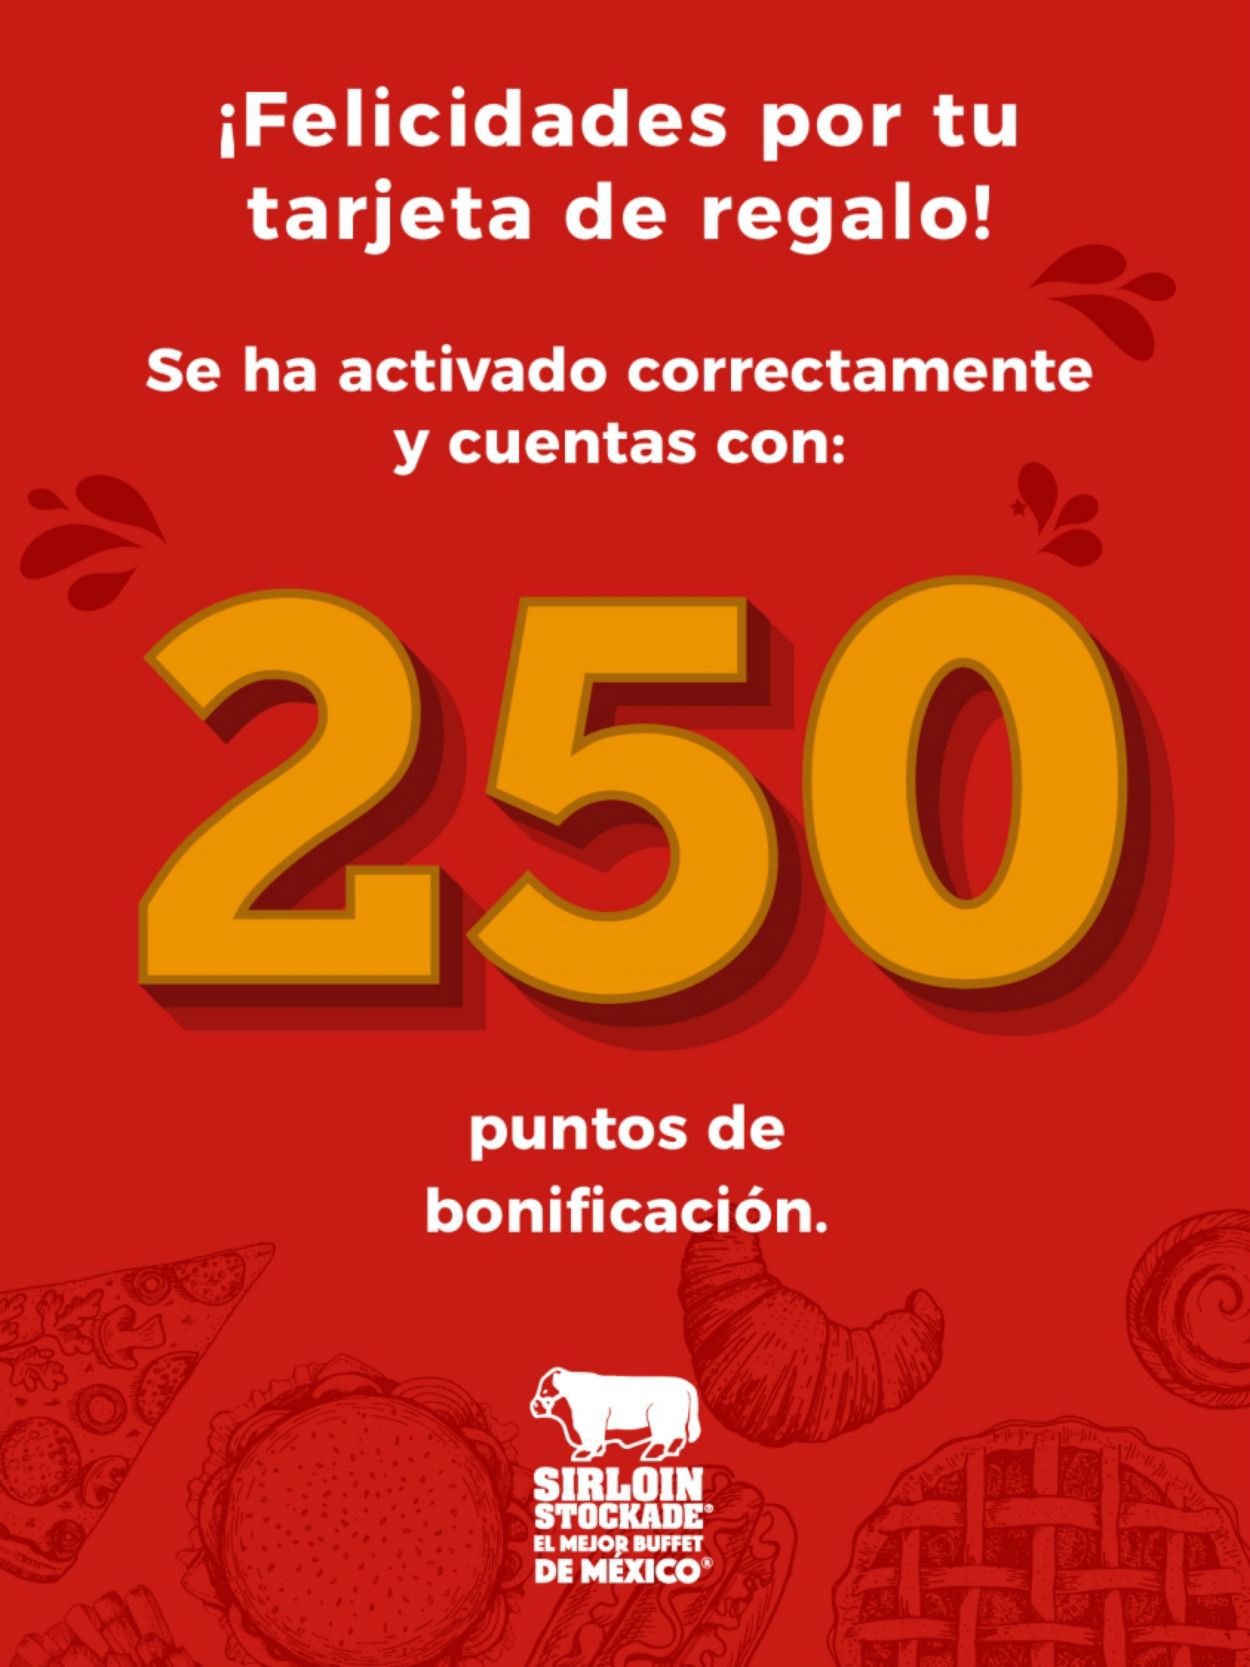 ¡Felicidades por tu
tarjeta de regalo!
Se ha activado correctamente
y cuentas con:
250
puntos de
bonificación.
SIRLOIN
STOCKADE®
EL MEJOR BUFFET
DE MÉXICO®